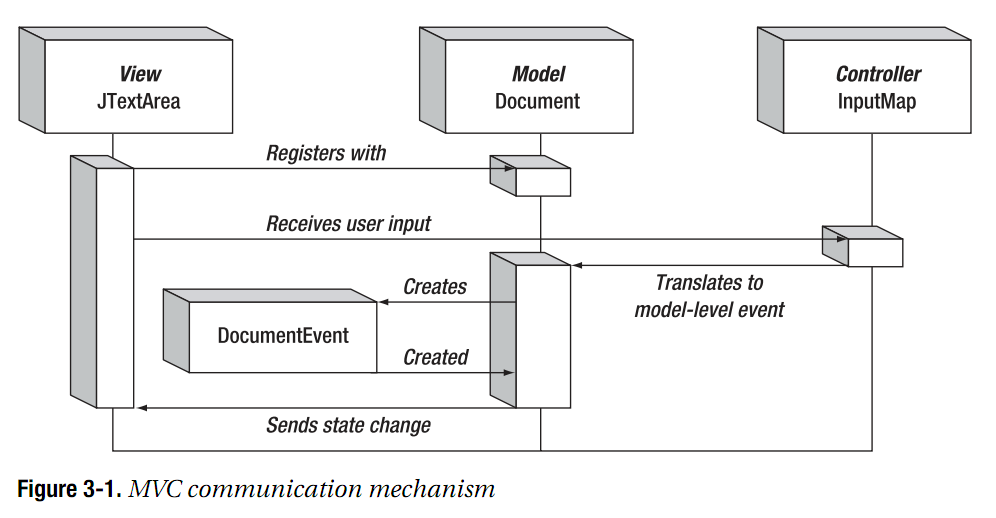 View
JTextArea
Model
Document
Controller
InputMap
Registers with
Receives user input
Translates to
model-level event
Creates
DocumentEvent
Created
Sends state change
Figure 3-1. MVC communication mechanism